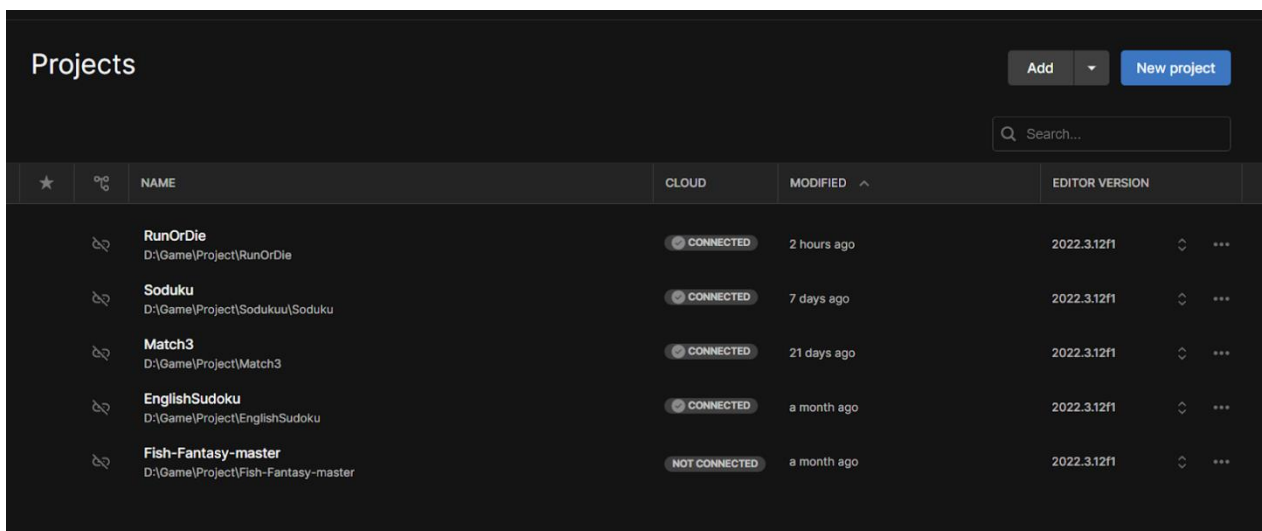 Projects
Add
New project
Search...
NAME CLOUD MODIFIED EDITOR VERSION
RunOrDie
D:\Game\Project\RunOrDie
CONNECTED 2 hours ago 2022.3.12f1
Soduku
D:\Game\Project\Sodukuu\Soduku
CONNECTED 7 days ago 2022.3.12f1
Match3
D:\Game\Project\Match3
CONNECTED 21 days ago 2022.3.12f1
EnglishSudoku
D:\Game\Project\EnglishSudoku
CONNECTED a month ago 2022.3.12f1
Fish-Fantasy-master
D:\Game\Project\Fish-Fantasy-master
NOT CONNECTED a month ago 2022.3.12f1